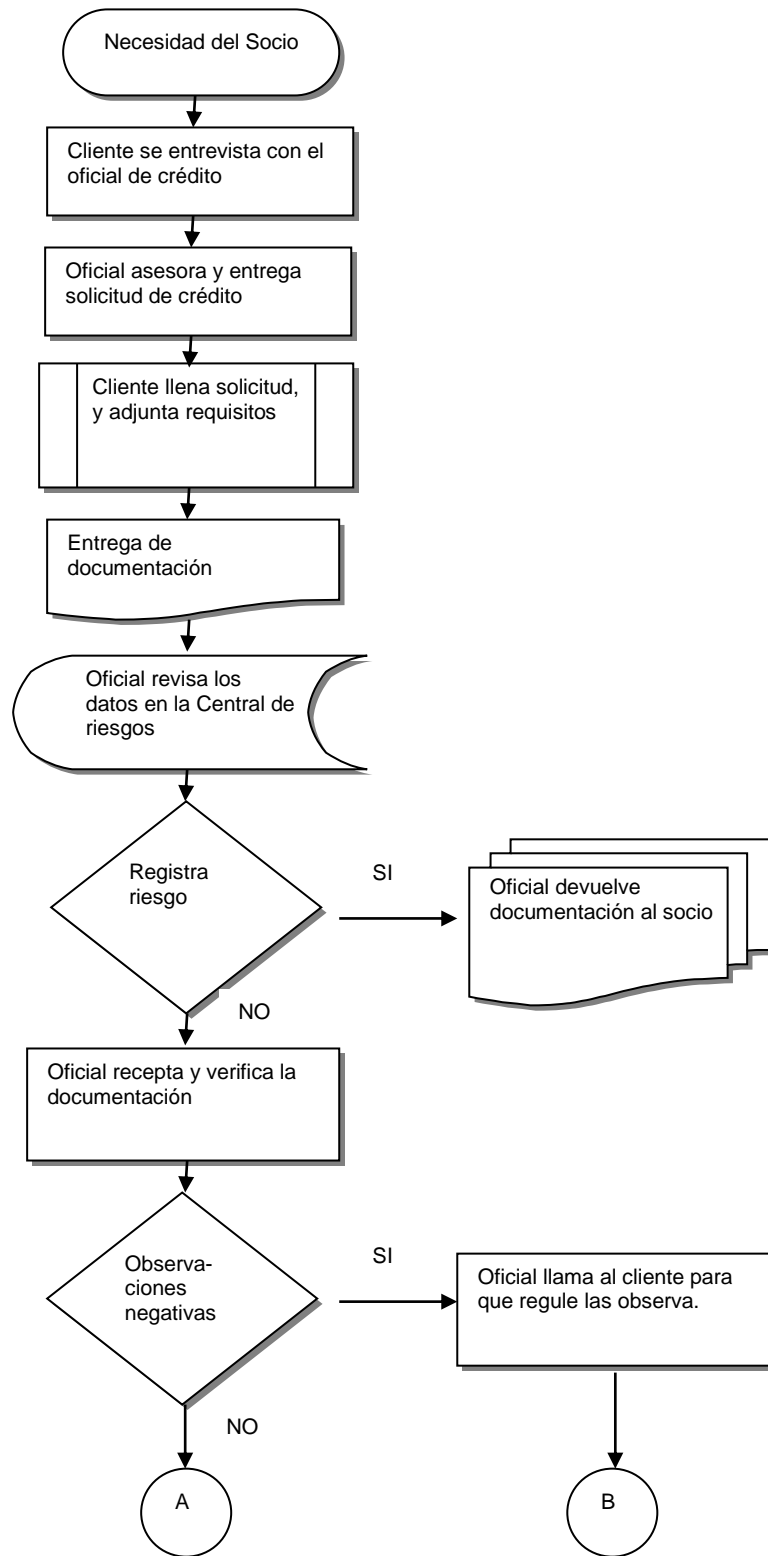 Necesidad del Socio
Cliente se entrevista con el
oficial de crédito
Oficial asesora y entrega
solicitud de crédito
Cliente llena solicitud,
y adjunta requisitos
Entrega de
documentación
Oficial revisa los
datos en la Central de
riesgos
Registra
riesgo
SI
Oficial devuelve
documentación al socio
NO
Oficial recepta y verifica la
documentación
Observa-
ciones
negativas
SI
Oficial llama al cliente para
que regule las observa.
NO
A
B